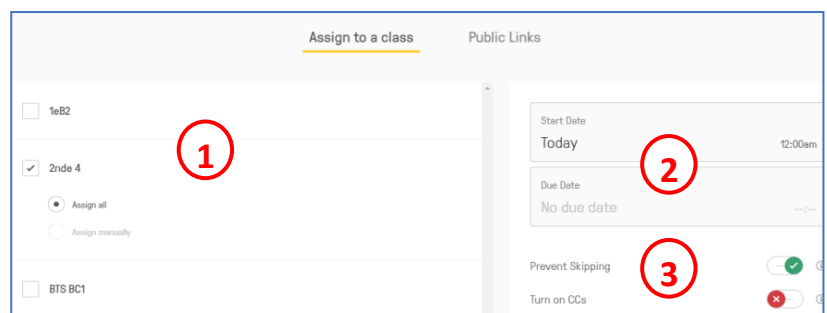 Assign to a class Public Links
1eB2
1
2nde 4
Assign all
Assign manually
BTS BC1
Start Date
Today 12:00am
2
Due Date
No due date --:--
Prevent Skipping
3
Turn on CCs